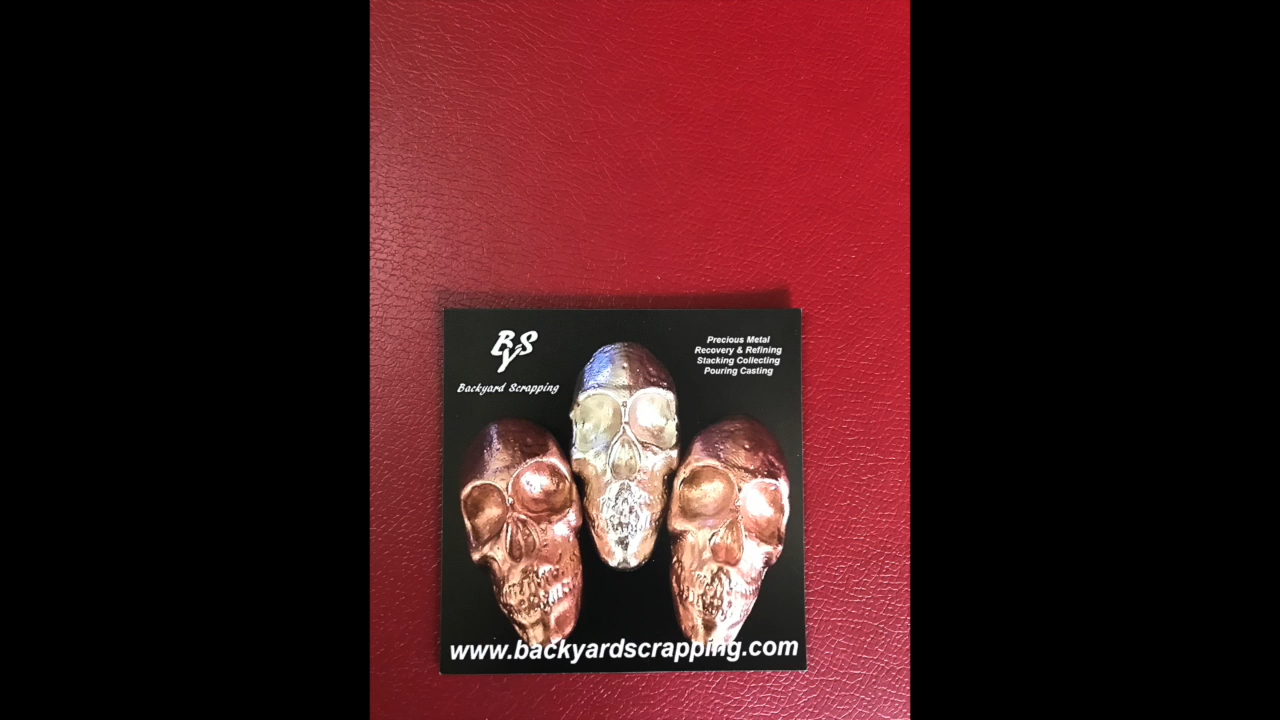 BYS
Backyard Scrapping
Precious Metal
Recovery & Refining
Stacking Collecting
Pouring Casting
www.backyardscrapping.com